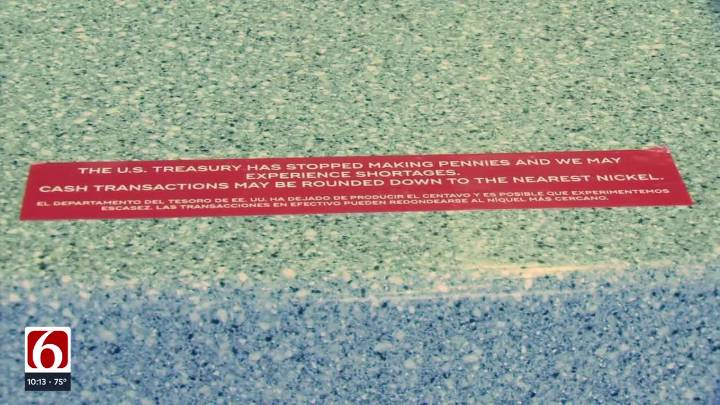 THE U.S. TREASURY HAS STOPPED MAKING PENNIES AND WE MAY
EXPERIENCE SHORTAGES.
CASH TRANSACTIONS MAY BE ROUNDED DOWN TO THE NEAREST NICKEL.
EL DEPARTAMENTO DEL TESORO DE EE. UU. HA DEJADO DE PRODUCIR EL CENTAVO Y ES POSIBLE QUE EXPERIMENTEMOS
ESCASEZ. LAS TRANSACCIONES EN EFECTIVO PUEDEN REDONDEARSE AL NÍQUEL MÁS CERCANO.
6
10:13 - 75°